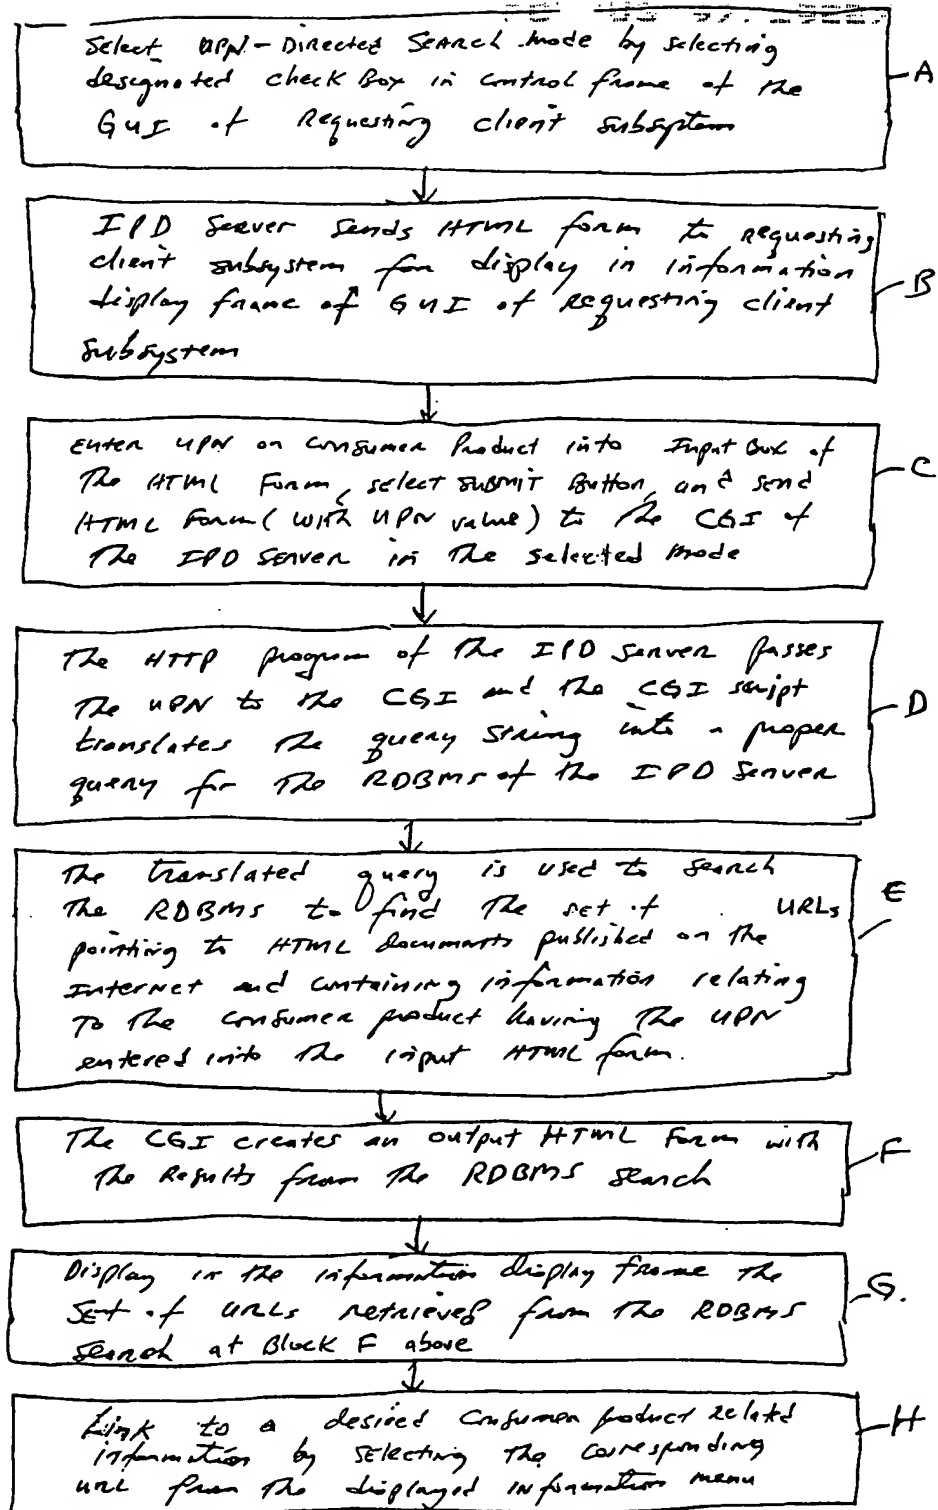 Select UPN-Directed Search mode by selecting
designated check Box in control frame of the
GUI of Requesting client subsystem
A
IPD Server sends HTML form to requesting
client subsystem for display in information
display frame of GUI of requesting client
subsystem
B
Enter UPN on Consumer Product into Input Box of
The HTML Form, select submit Button, and send
HTML Form (with UPN value) to the CGI of
The IPD Server in the selected mode
C
The HTTP program of the IPD Server passes
The UPN to the CGI and the CGI script
translates the query string into a proper
query for the RDBMS of the IPD Server
D
The translated query is used to search
the RDBMS to find the set of URLs
pointing to HTML documents published on the
Internet and containing information relating
To the consumer product having the UPN
entered into the input HTML form.
E
The CGI creates an output HTML Form with
the Results from the RDBMS search
F
Display in the information display frame the
Set of URLs retrieved from the RDBMS
search at Block F above
G.
Link to a desired Consumer product related
information by selecting the corresponding
URL from the displayed information menu
H